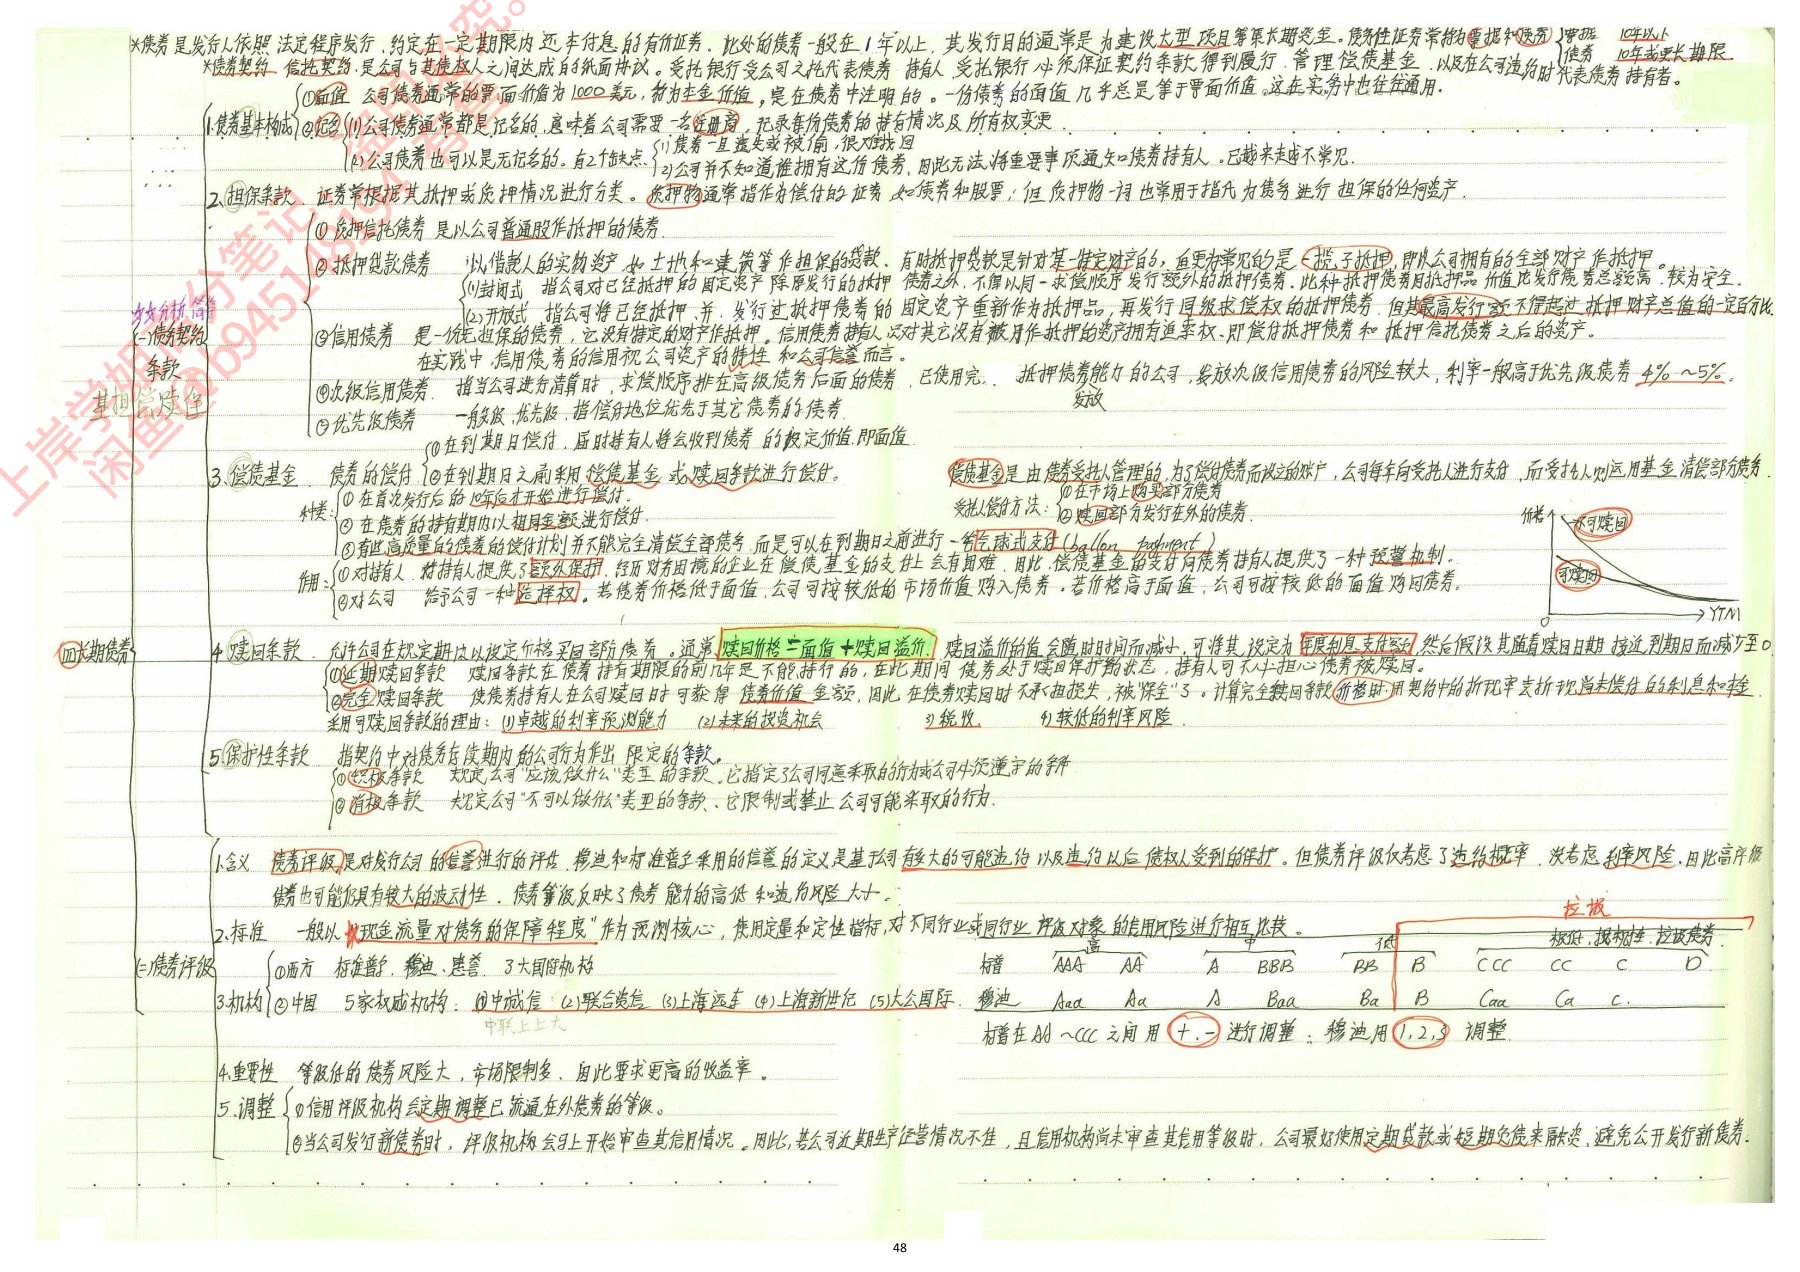 *债券是发行人依照法定程序发行,约定在一定期限内还本付息的有价证券. 此处的债券一般在1年以上, 其发行目的通常是为建设大型项目筹集长期资金。债务性证券常称为票据和债券 { 票据 10年以下
债券 10年或更长期限
*债券契约 信托契约.是公司与其债权人之间达成的纸面协议。受托银行受公司之托代表债券 持有人. 受托银行必须保证契约条款得到履行. 管理偿债基金. 以及在公司违约时代表债券持有者。
1.债券基本构成
①面值 公司债券通常的票面价值为1000美元, 称为本金价值, 是在债券中注明的。一份债券的面值几乎总是等于票面价值。这在实务中也往往通用.
②记名 (1)公司债券通常都是记名的, 意味着公司需要一名注册商, 记录每份债券的持有情况及所有权变更.
(2)公司债券也可以是无记名的。有2个缺点 1)债券一旦遗失或被偷, 很难找回
2)公司并不知道谁拥有这份债券, 因此无法将重要事项通知债券持有人。已越来越不常见.
2.担保条款 证券常根据其抵押或质押情况进行分类。质押物通常指作为偿付的证券 如债券和股票; 但质押物一词也常用于指代为债务进行担保的任何资产.
①质押信托债券 是以公司普通股作抵押的债券.
②抵押贷款债券 以借款人的实物资产 如土地和建筑等作担保的贷款. 有时抵押贷款是针对某一特定财产的, 但更加常见的是一揽子抵押 即以公司拥有的全部财产作抵押。
(1)封闭式 指公司对已经抵押的固定资产除原发行的抵押债券之外, 不得以同一求偿顺序发行额外的抵押债券. 此种抵押债券因抵押品价值比发行债券总额高, 较为安全.
(2)开放式 指公司将已经抵押、并发行过抵押债券的固定资产重新作为抵押品, 再发行同级求偿权的抵押债券. 但其最高发行额不得超过抵押财产总值的一定百分比.
③信用债券 是一份无担保的债券, 它没有特定的财产作抵押。信用债券持有人只对其它没有被用作抵押的资产拥有追索权. 即偿付抵押债券和抵押信托债券之后的资产。
在实践中 信用债券的信用视公司资产的特性和公司信誉而言。
④次级信用债券. 指当公司进行清算时, 求偿顺序排在高级债务后面的债券. 已使用完 抵押债券能力的公司, 发放次级信用债券的风险较大, 利率一般高于优先级债券 4%~5%。
发放
⑤优先级债券 一般级, 优先级. 指偿付地位优先于其它债务的债券.
一债务契约
条款
3.偿债基金 债券的偿付 ①在到期日偿付. 届时持有人将会收到债券的设定价值.即面值
②在到期日之前采用偿债基金或赎回条款进行偿付。
偿债基金是由债券受托人管理的,为了偿付债券而设立的账户, 公司每年向受托人进行支付, 而受托人则运用基金清偿部分债务.
种类: ① 在首次发行后的10年后才开始进行偿付.
受托人偿付方法: ①在市场上购买部分债券
②赎回部分发行在外的债券.
② 在债券的持有期内以相同金额进行偿付.
③有些高质量的债券的偿付计划并不能完全清偿全部债务, 而是可以在到期日之前进行一笔气球式支付 (ballon payment)
作用: ①对持有人 对持有人提供了额外保护, 经历财务困境的企业在偿债基金的支付上会有困难. 因此, 偿债基金的支付向债券持有人提供了一种预警机制.
②对公司 给予公司一种选择权。若债券价格低于面值, 公司可按较低的市场价值购入债券。若价格高于面值, 公司可按较低的面值购回债券.
价格
不可赎回
可赎回
YTM
四长期债券
4 赎回条款. 允许公司在规定期内以设定价格买回部分债券。通常, 赎回价格=面值+赎回溢价. 赎回溢价的值会随时间而减小, 可将其设定为年度利息支付额, 然后假设其随着赎回日期接近到期日而减少至0.
①延期赎回条款 赎回条款在债券持有期限的前几年是不能执行的, 在此期间债券处于赎回保护的状态, 持有人可不必担心债券被赎回。
②完全赎回条款 使债券持有人在公司赎回时可获得债券价值金额, 因此在债券赎回时不承担损失, 被"保全"了。计算完全赎回条款价格时.用契约中的折现率去折现尚未偿付的利息和本金.
采用可赎回条款的理由: (1)卓越的利率预测能力 (2)未来的投资机会 3)税收. 4)较低的利率风险.
5保护性条款 指契约中对债务存续期内的公司行为作出限定的条款。
①积极条款 规定公司"应该做什么"类型的条款. 它指定了公司同意采取的行为或公司必须遵守的条件
②消极条款 规定公司"不可以做什么"类型的条款. 它限制或禁止公司可能采取的行为.
1.含义 债券评级是对发行公司的信誉进行的评估. 穆迪和标准普尔采用的信誉的定义是基于公司有多大的可能违约以及违约以后债权人受到的保护. 但债券评级仅考虑了违约概率. 没考虑利率风险. 因此高评级
债券也可能仍具有较大的波动性. 债券等级反映了债券能力的高低和违约风险大小。
2.标准 一般以"现金流量对债务的保障程度"作为预测核心, 使用定量和定性指标, 对不同行业或同行业评级对象的信用风险进行相互比较。
垃圾
高 中 低 极低, 投机性, 垃圾债券.
标普 AAA AA A BBB BB B CCC CC C D
穆迪 Aaa Aa A Baa Ba B Caa Ca C.
标普在AA~CCC之间用 +,- 进行调整; 穆迪用 1,2,3 调整.
(二)债券评级
3.机构 ①西方 标准普尔. 穆迪. 惠誉 3大国际机构
②中国 5家权威机构: (1)中诚信 (2)联合资信 (3)上海远东 (4)上海新世纪 (5)大公国际.
中联上上大
4.重要性 等级低的债券风险大, 市场限制多. 因此要求更高的收益率。
5.调整 ①信用评级机构会定期调整已流通在外债券的等级。
②当公司发行新债券时, 评级机构会马上开始审查其信用情况。因此, 若公司近期生产经营情况不佳, 且信用机构尚未审查其信用等级时, 公司最好使用定期贷款或短期负债来融资, 避免公开发行新债券.
48